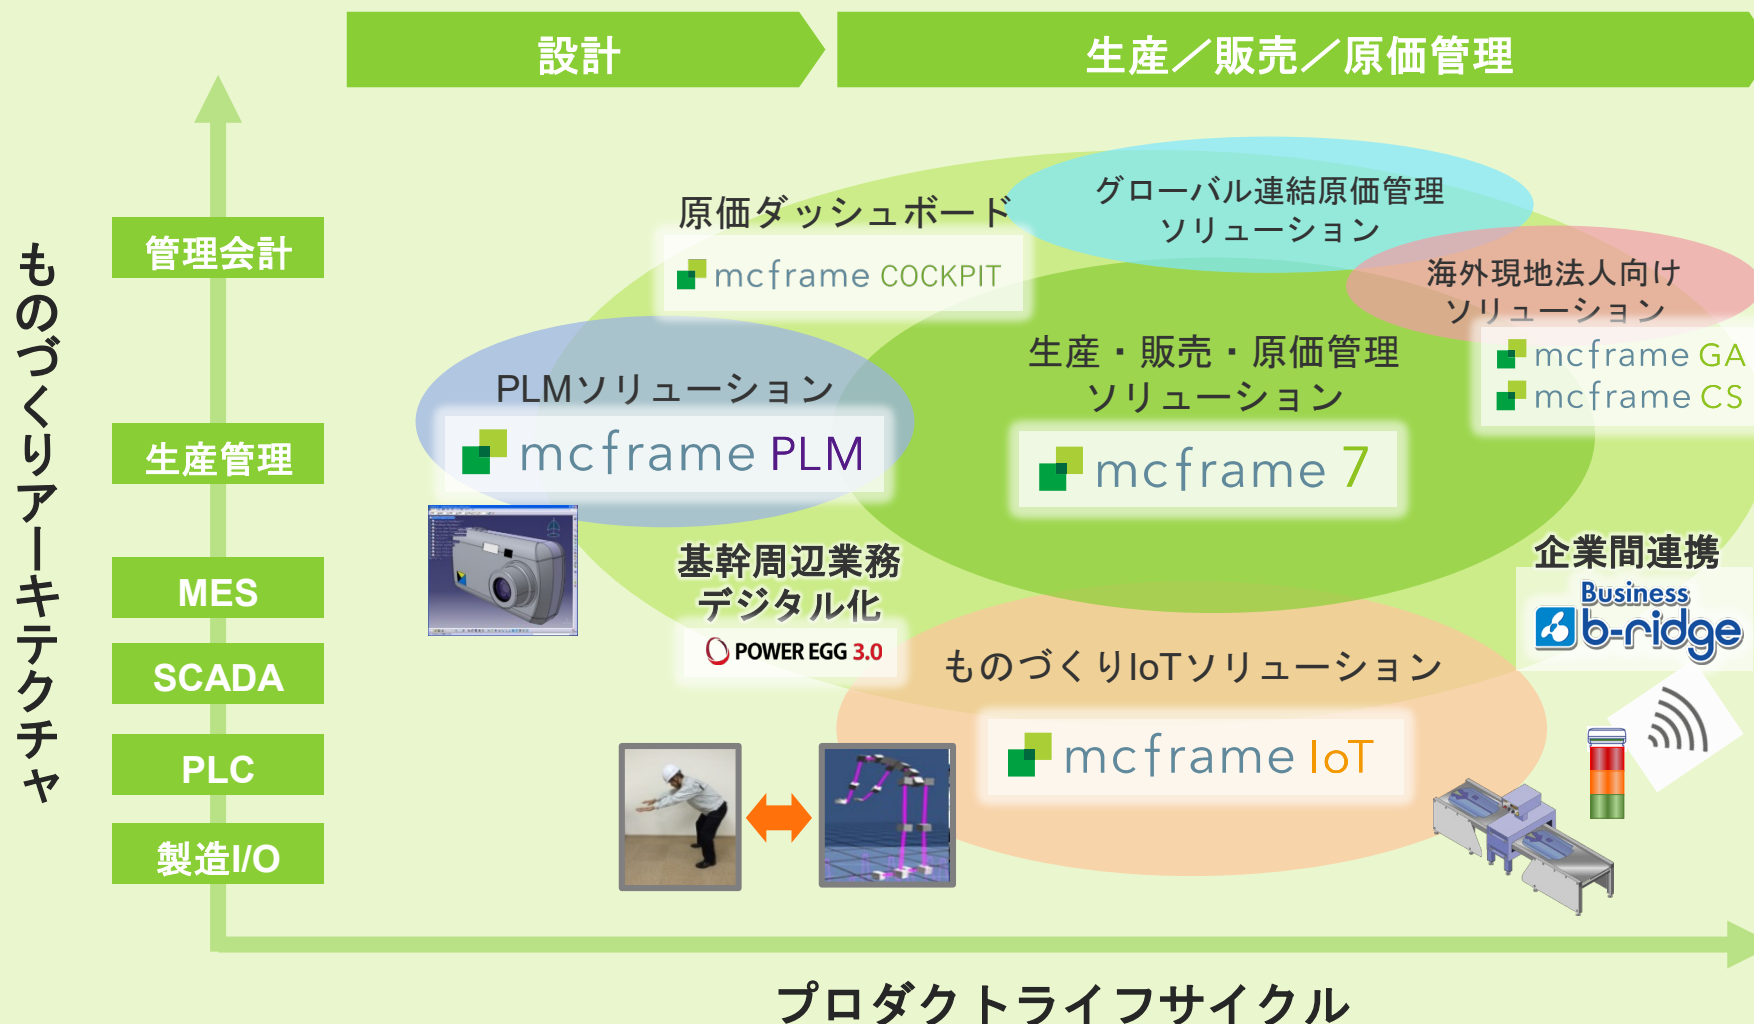 設計
生産／販売／原価管理
ものづくりアーキテクチャ
管理会計
生産管理
MES
SCADA
PLC
製造I/O
原価ダッシュボード
mcframe COCKPIT
グローバル連結原価管理
ソリューション
海外現地法人向け
ソリューション
mcframe GA
mcframe CS
PLMソリューション
mcframe PLM
生産・販売・原価管理
ソリューション
mcframe 7
基幹周辺業務
デジタル化
POWER EGG 3.0
企業間連携
Business
b-ridge
ものづくりIoTソリューション
mcframe IoT
プロダクトライフサイクル